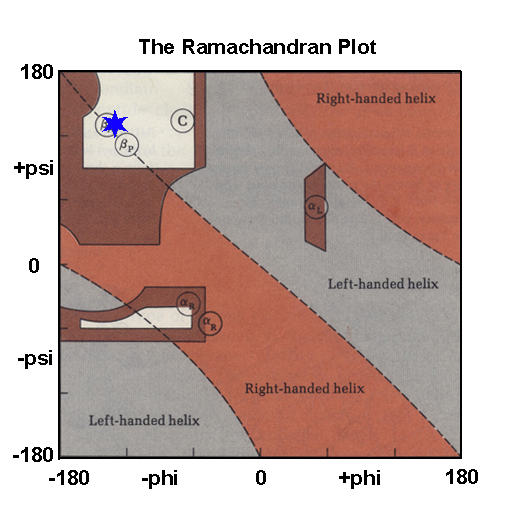 The Ramachandran Plot
180
Right-handed helix
C
βP
+psi
αL
0
Left-handed helix
αR
αR
-psi
Right-handed helix
Left-handed helix
-180
-180
-phi
0
+phi
180